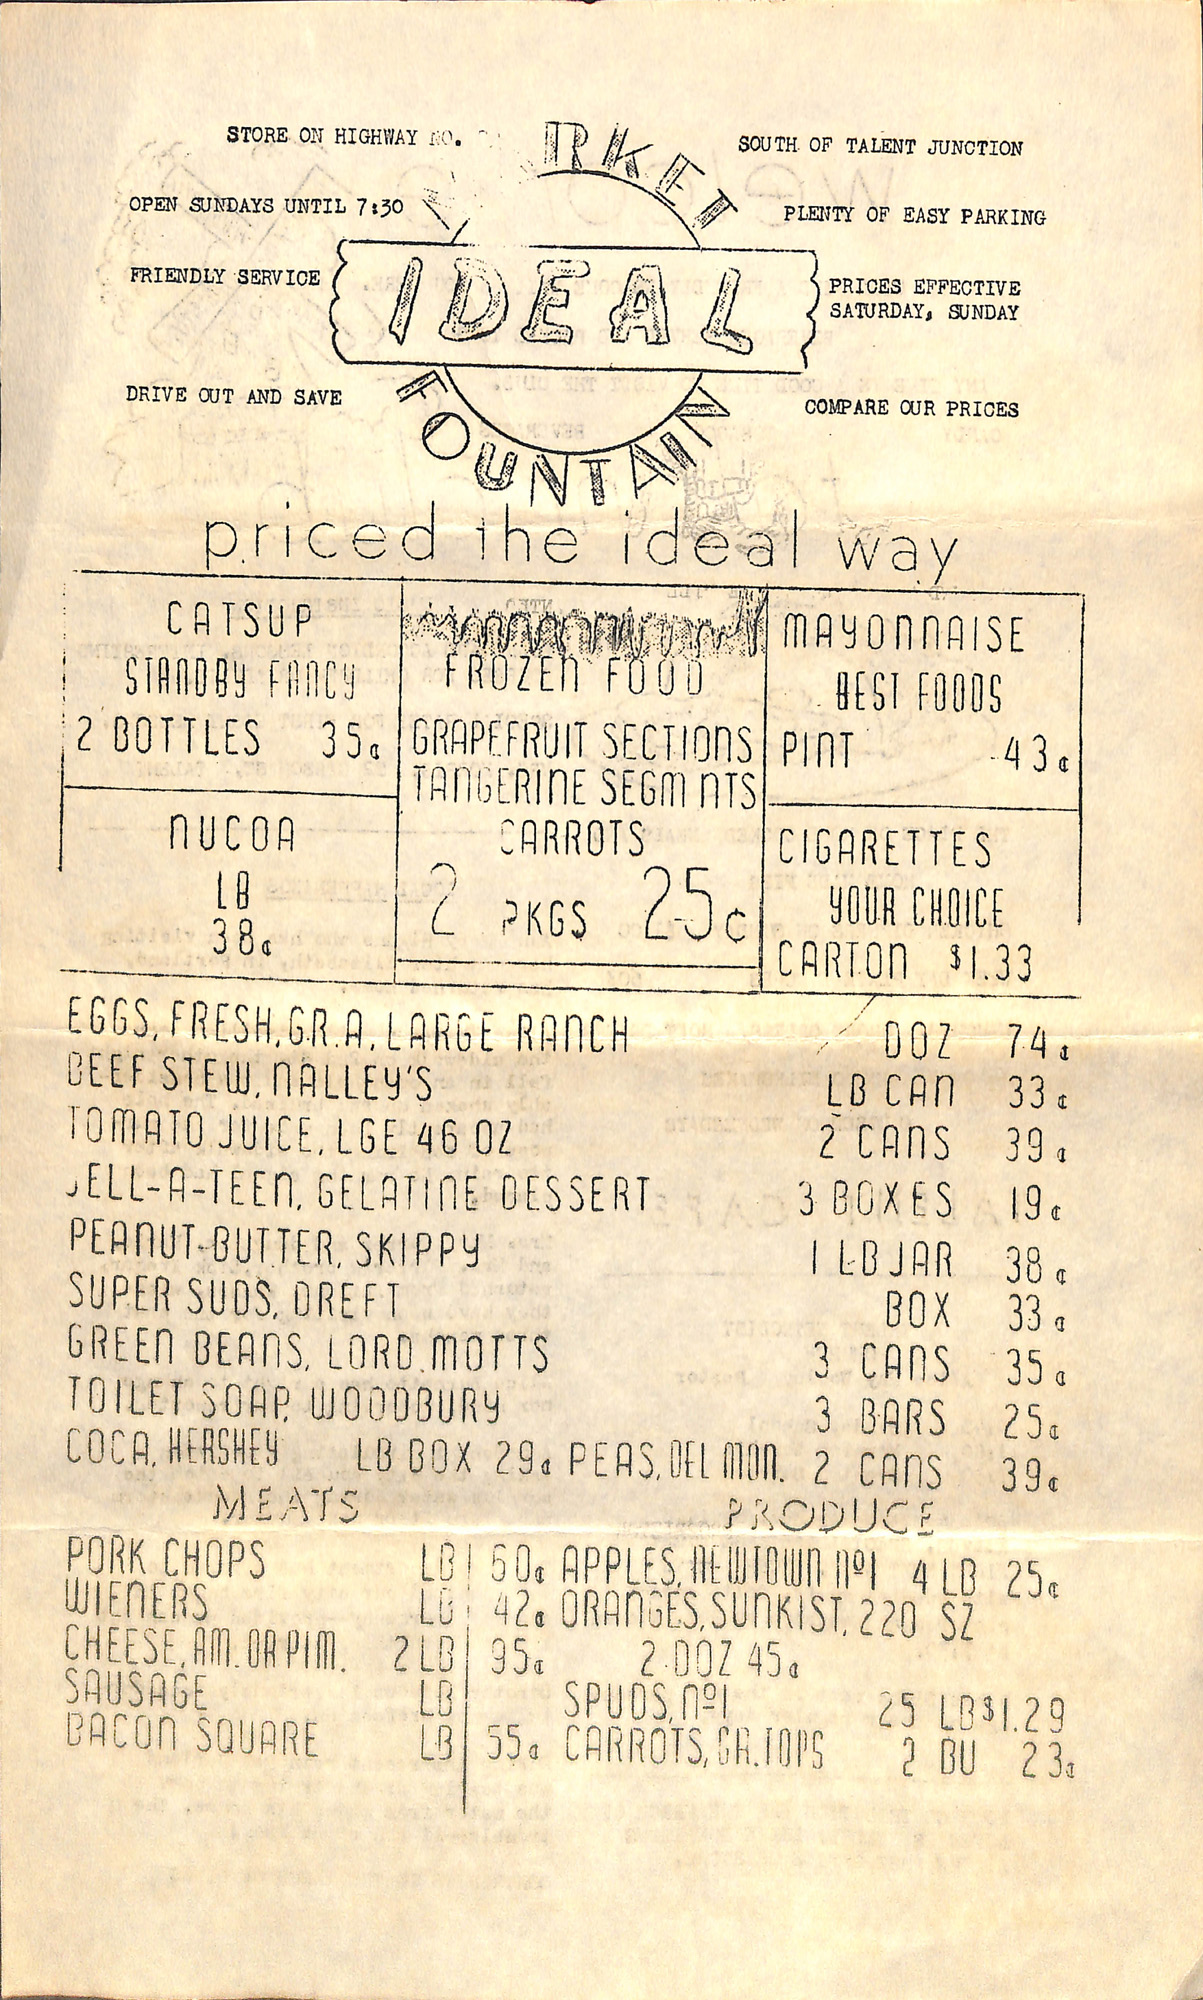 STORE ON HIGHWAY NO.
SOUTH OF TALENT JUNCTION
OPEN SUNDAYS UNTIL 7:30
PLENTY OF EASY PARKING
FRIENDLY SERVICE
PRICES EFFECTIVE
SATURDAY, SUNDAY
DRIVE OUT AND SAVE
COMPARE OUR PRICES
RKET
IDEAL
FOUNTAIN
priced the ideal way
CATSUP
STANDBY FANCY
2 BOTTLES 35¢
NUCOA
LB
38¢
FROZEN FOOD
GRAPEFRUIT SECTIONS
TANGERINE SEGM NTS
CARROTS
2 PKGS 25¢
MAYONNAISE
BEST FOODS
PINT 43¢
CIGARETTES
YOUR CHOICE
CARTON $1.33
EGGS, FRESH, GR.A, LARGE RANCH DOZ 74¢
BEEF STEW, NALLEY'S LB CAN 33¢
TOMATO JUICE, LGE 46 OZ 2 CANS 39¢
JELL-A-TEEN, GELATINE DESSERT 3 BOXES 19¢
PEANUT-BUTTER, SKIPPY 1 LB JAR 38¢
SUPER SUDS, DREFT BOX 33¢
GREEN BEANS, LORD MOTTS 3 CANS 35¢
TOILET SOAP, WOODBURY 3 BARS 25¢
COCA, HERSHEY LB BOX 29¢ PEAS, DEL MON. 2 CANS 39¢
MEATS
PORK CHOPS LB 60¢
WIENERS LB 42¢
CHEESE, AM. OR PIM. 2 LB 95¢
SAUSAGE LB
BACON SQUARE LB 55¢
PRODUCE
APPLES, NEWTOWN Nº1 4 LB 25¢
ORANGES, SUNKIST, 220 SZ
2 DOZ 45¢
SPUDS, Nº1 25 LB $1.29
CARROTS, GR. TOPS 2 BU 23¢